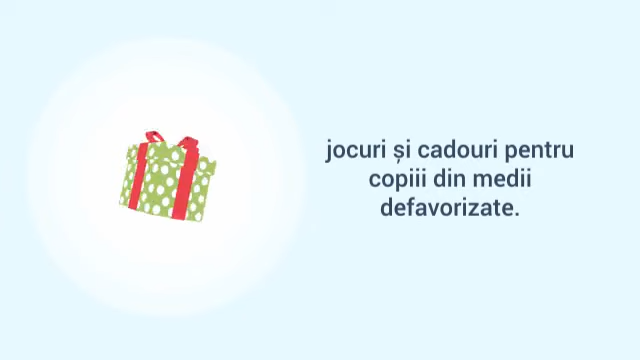 jocuri și cadouri pentru
copiii din medii
defavorizate.